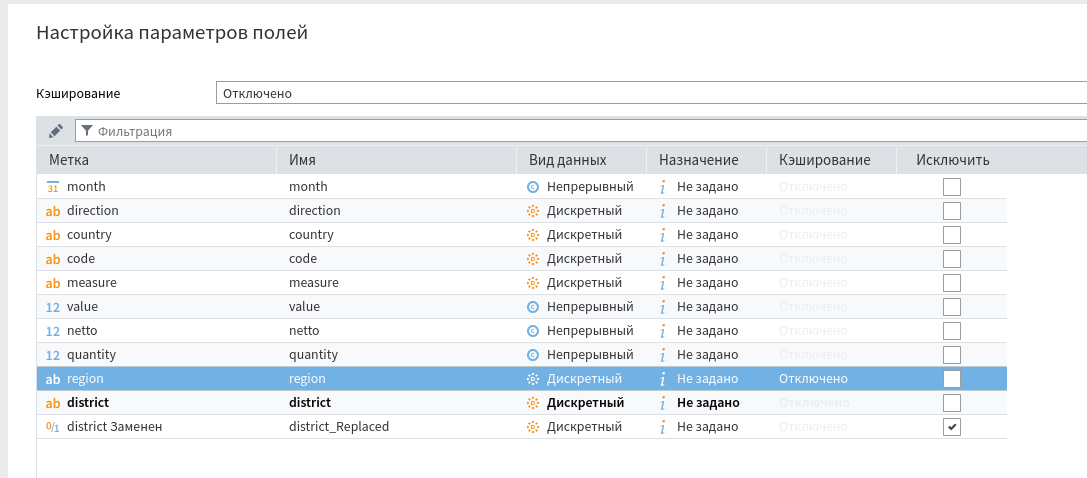 Настройка параметров полей
Кэширование Отключено
Фильтрация
Метка Имя Вид данных Назначение Кэширование Исключить
31 month month Непрерывный Не задано Отключено
ab direction direction Дискретный Не задано Отключено
ab country country Дискретный Не задано Отключено
ab code code Дискретный Не задано Отключено
ab measure measure Дискретный Не задано Отключено
12 value value Непрерывный Не задано Отключено
12 netto netto Непрерывный Не задано Отключено
12 quantity quantity Непрерывный Не задано Отключено
ab region region Дискретный Не задано Отключено
ab district district Дискретный Не задано Отключено
0/1 district Заменен district_Replaced Дискретный Не задано Отключено